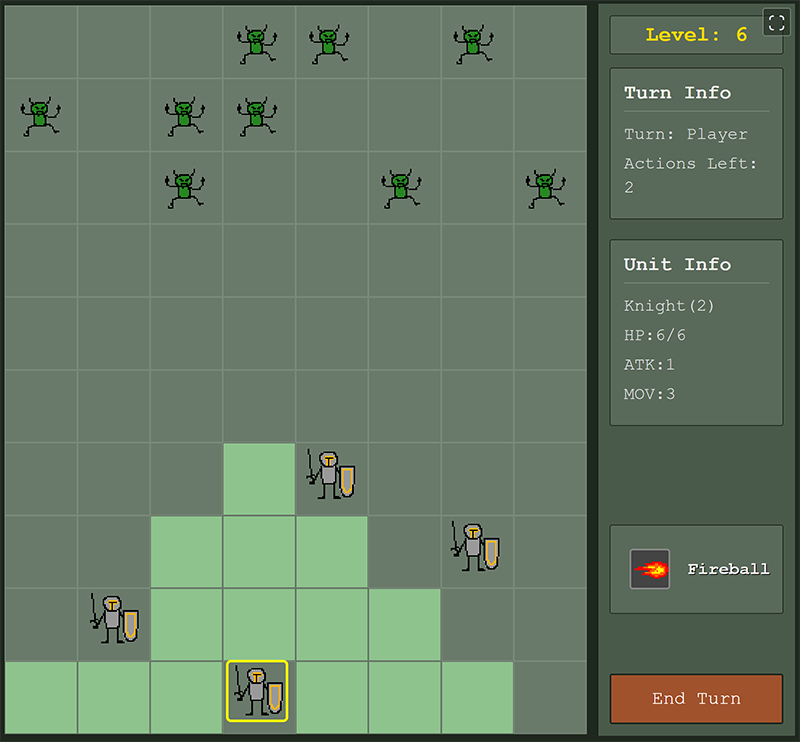 Level: 6
Turn Info
Turn: Player
Actions Left:
2
Unit Info
Knight(2)
HP:6/6
ATK:1
MOV:3
Fireball
End Turn